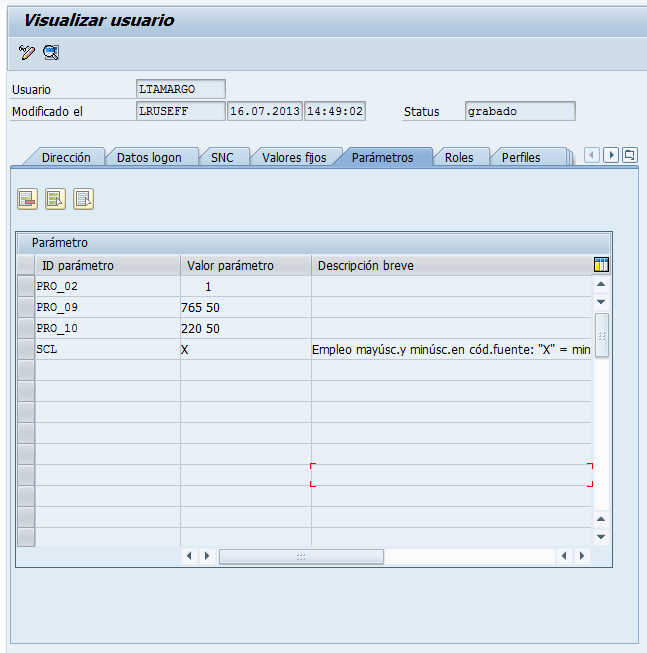 Visualizar usuario
Usuario LTAMARGO
Modificado el LRUSEFF 16.07.2013 14:49:02 Status grabado
Dirección Datos logon SNC Valores fijos Parámetros Roles Perfiles
Parámetro
ID parámetro Valor parámetro Descripción breve
PRO_02 1
PRO_09 765 50
PRO_10 220 50
SCL X Empleo mayúsc.y minúsc.en cód.fuente: "X" = min